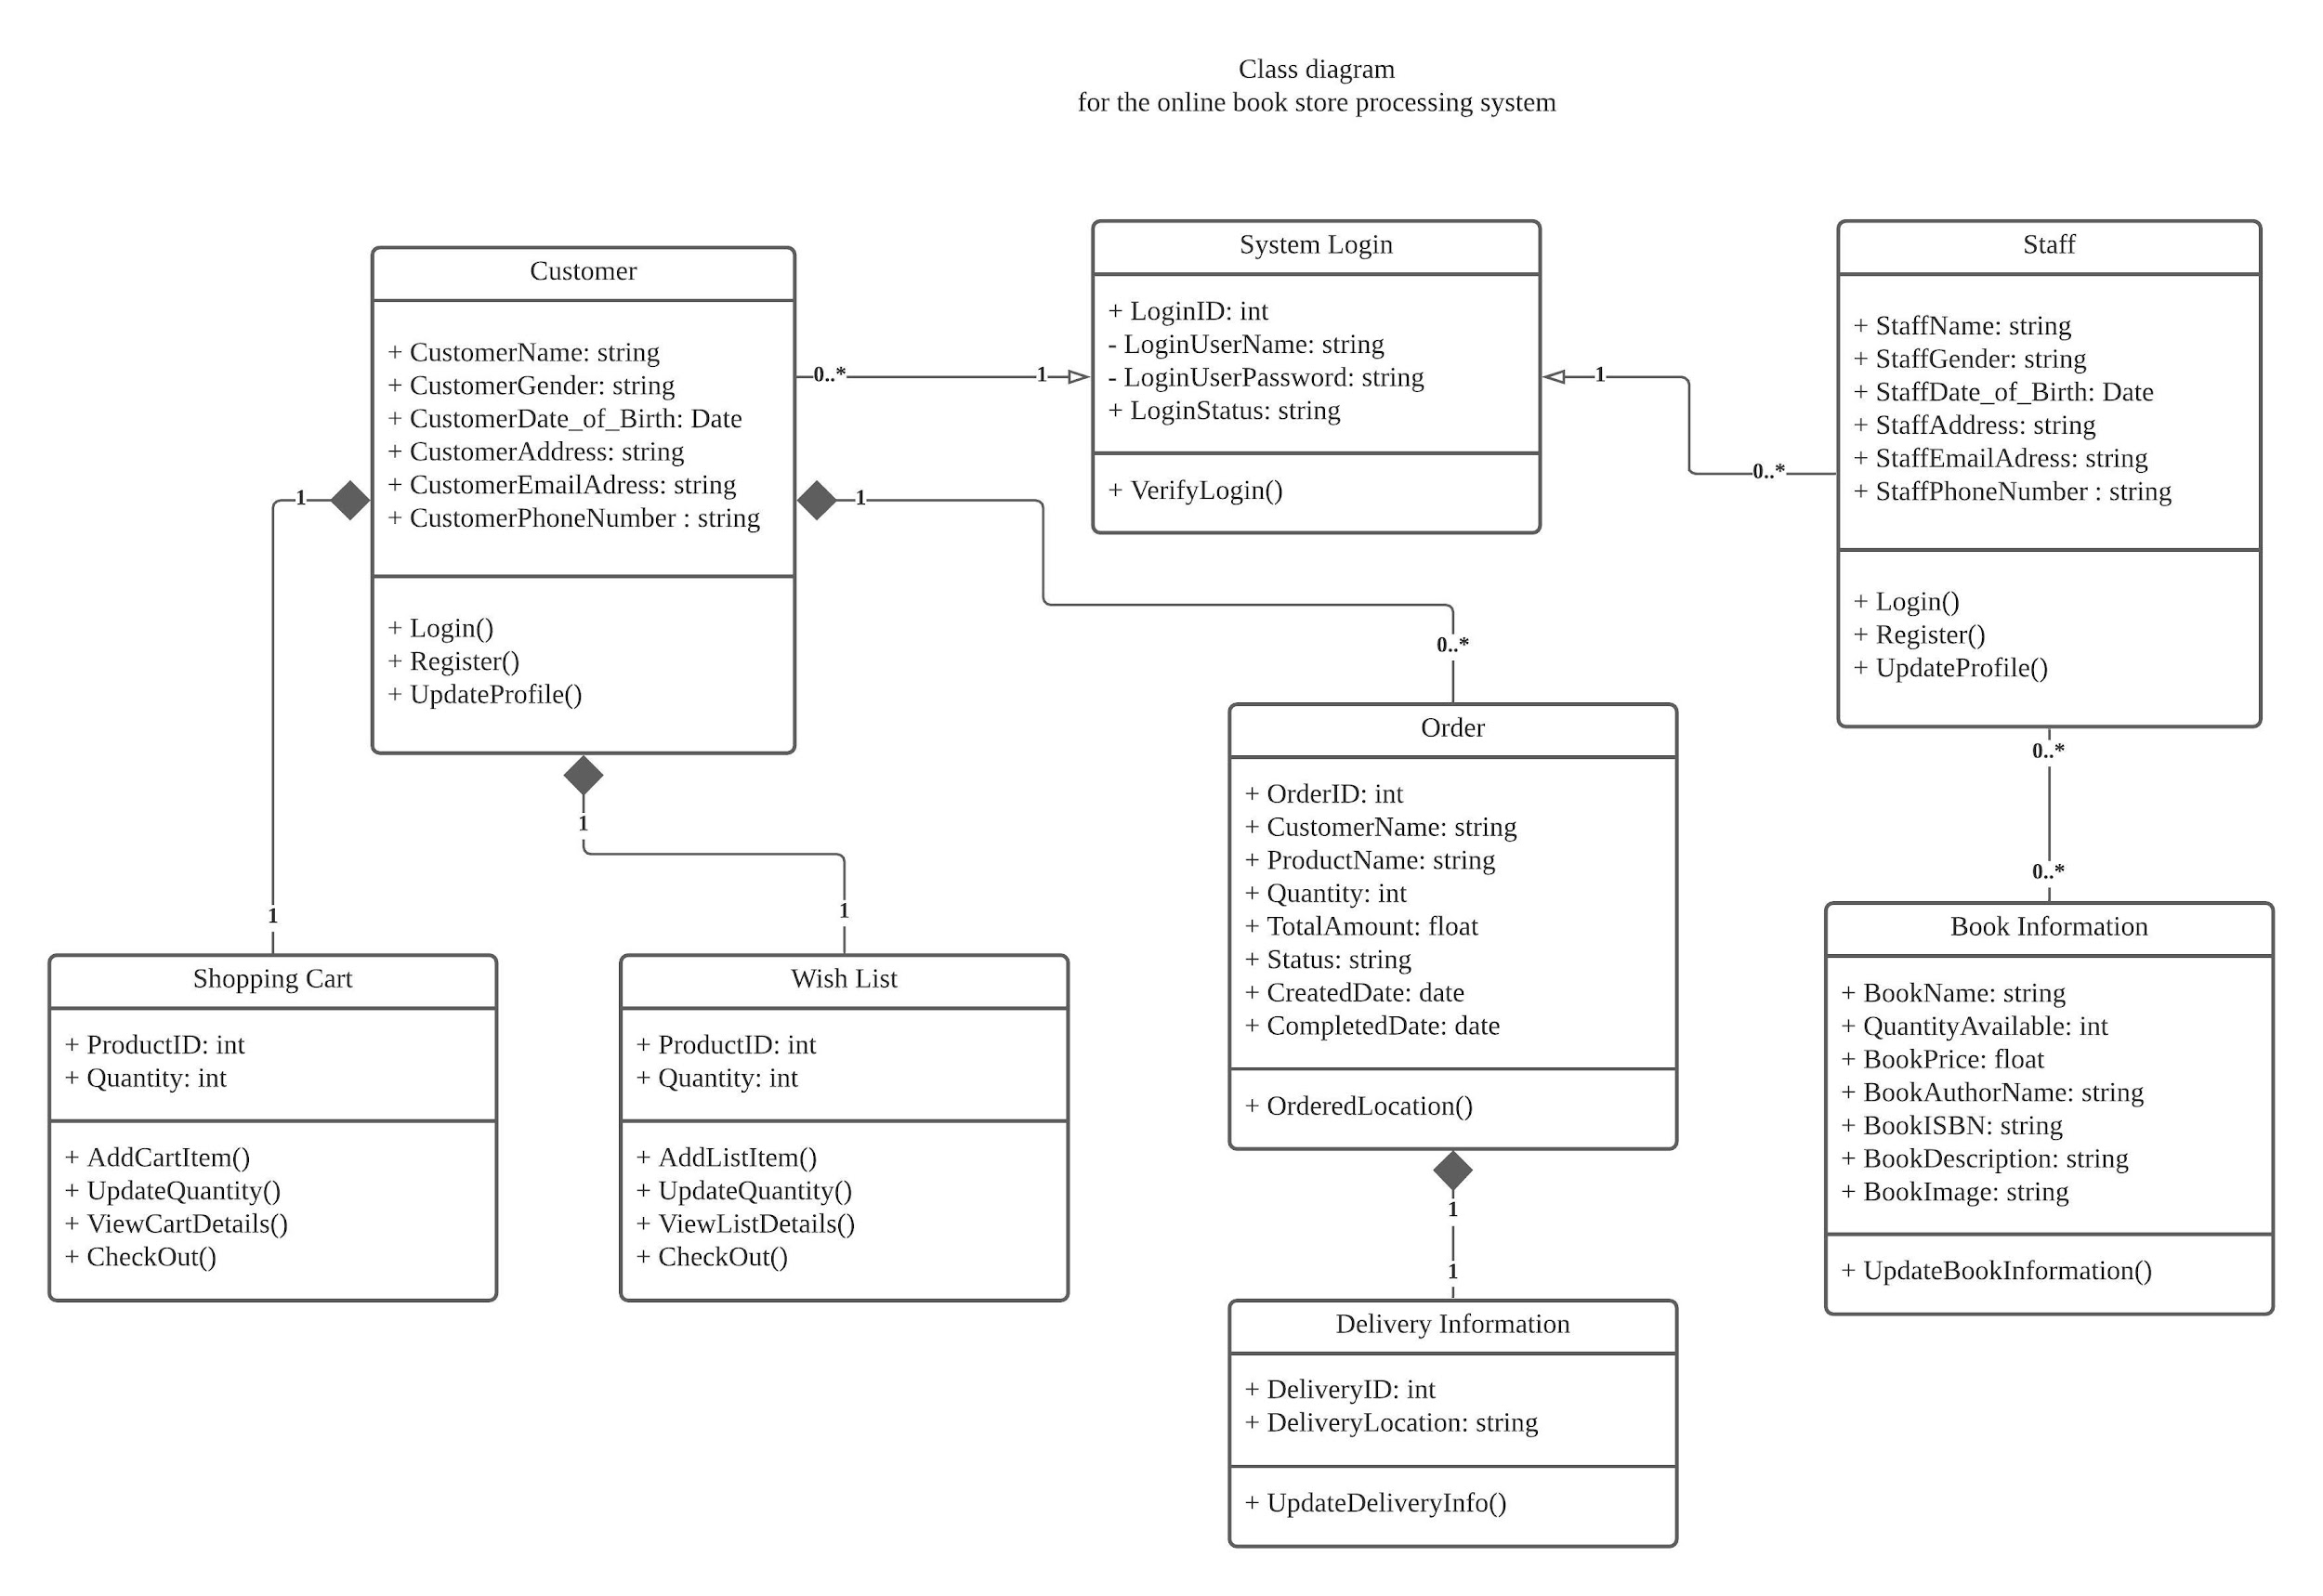 Class diagram
for the online book store processing system
Customer
+ CustomerName: string
+ CustomerGender: string
+ CustomerDate_of_Birth: Date
+ CustomerAddress: string
+ CustomerEmailAdress: string
+ CustomerPhoneNumber : string
+ Login()
+ Register()
+ UpdateProfile()
0..*
1
System Login
+ LoginID: int
- LoginUserName: string
- LoginUserPassword: string
+ LoginStatus: string
+ VerifyLogin()
1
0..*
Staff
+ StaffName: string
+ StaffGender: string
+ StaffDate_of_Birth: Date
+ StaffAddress: string
+ StaffEmailAdress: string
+ StaffPhoneNumber : string
+ Login()
+ Register()
+ UpdateProfile()
1
1
0..*
1
1
1
0..*
0..*
Shopping Cart
+ ProductID: int
+ Quantity: int
+ AddCartItem()
+ UpdateQuantity()
+ ViewCartDetails()
+ CheckOut()
Wish List
+ ProductID: int
+ Quantity: int
+ AddListItem()
+ UpdateQuantity()
+ ViewListDetails()
+ CheckOut()
Order
+ OrderID: int
+ CustomerName: string
+ ProductName: string
+ Quantity: int
+ TotalAmount: float
+ Status: string
+ CreatedDate: date
+ CompletedDate: date
+ OrderedLocation()
1
1
Delivery Information
+ DeliveryID: int
+ DeliveryLocation: string
+ UpdateDeliveryInfo()
Book Information
+ BookName: string
+ QuantityAvailable: int
+ BookPrice: float
+ BookAuthorName: string
+ BookISBN: string
+ BookDescription: string
+ BookImage: string
+ UpdateBookInformation()